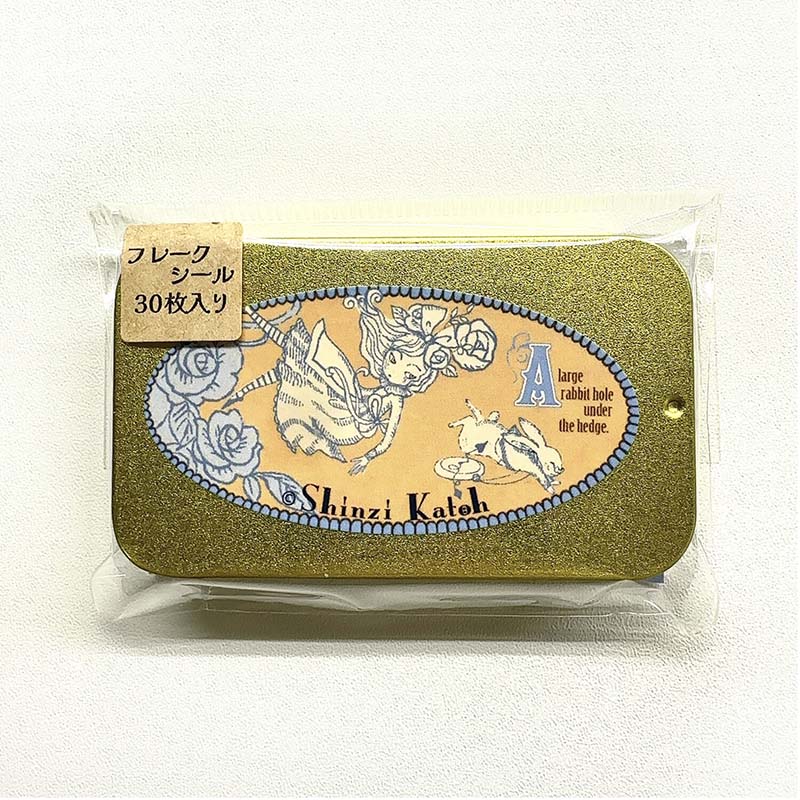 フレーク
シール
30枚入り
A large
rabbit hole
under
the hedge.
© Shinzi Katoh